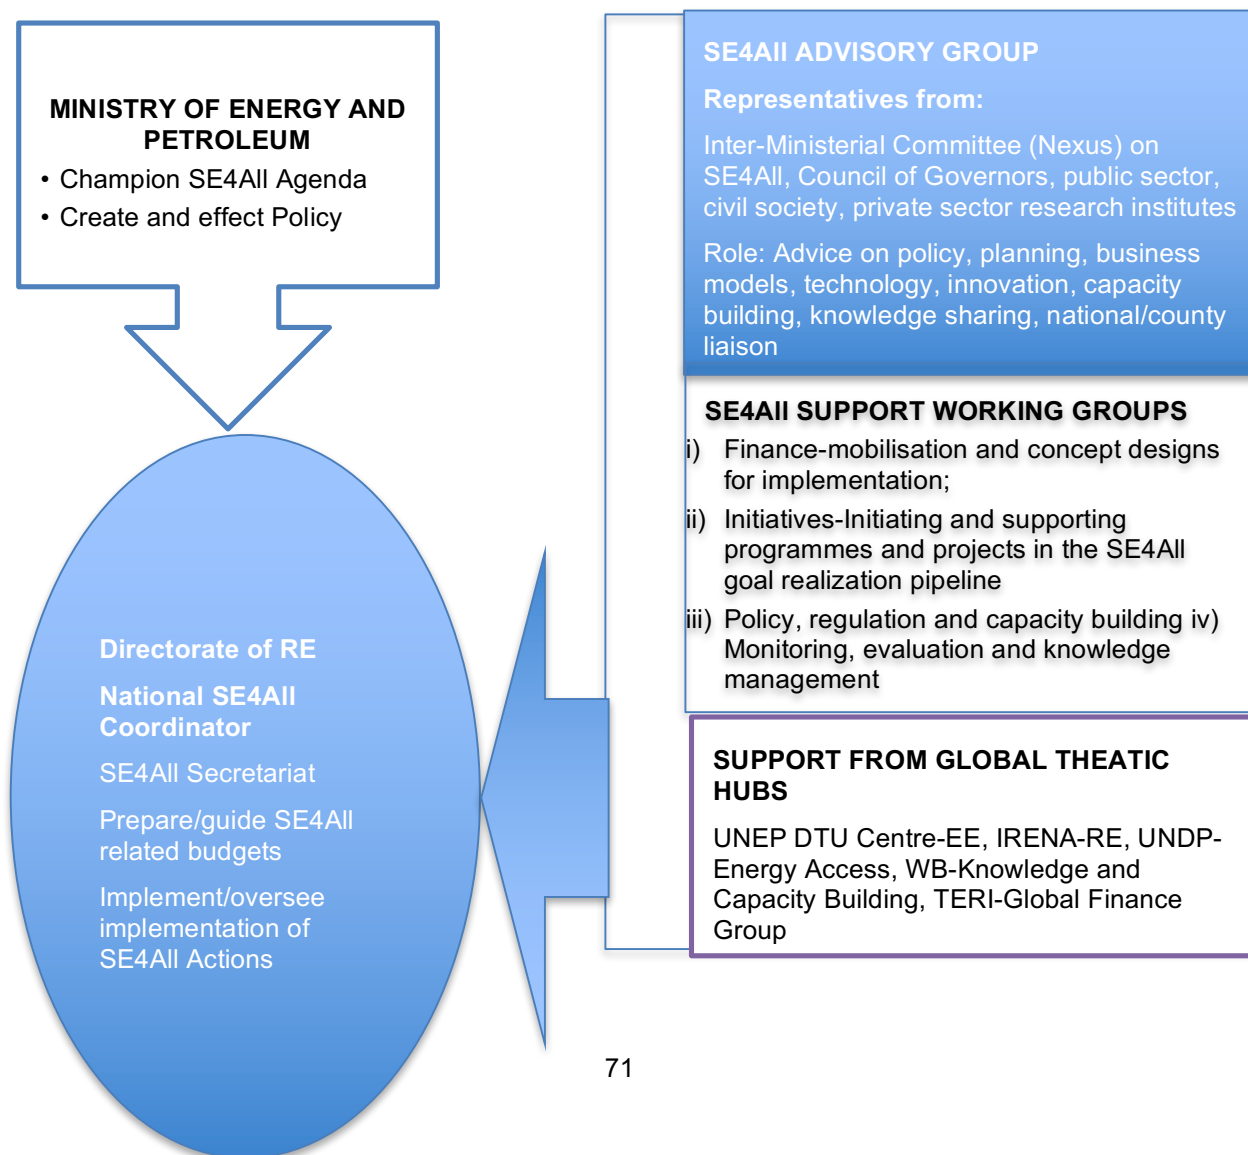 MINISTRY OF ENERGY AND
PETROLEUM
• Champion SE4All Agenda
• Create and effect Policy
Directorate of RE
National SE4All
Coordinator
SE4All Secretariat
Prepare/guide SE4All
related budgets
Implement/oversee
implementation of
SE4All Actions
SE4All ADVISORY GROUP
Representatives from:
Inter-Ministerial Committee (Nexus) on
SE4All, Council of Governors, public sector,
civil society, private sector research institutes
Role: Advice on policy, planning, business
models, technology, innovation, capacity
building, knowledge sharing, national/county
liaison
SE4All SUPPORT WORKING GROUPS
i) Finance-mobilisation and concept designs
for implementation;
ii) Initiatives-Initiating and supporting
programmes and projects in the SE4All
goal realization pipeline
iii) Policy, regulation and capacity building iv)
Monitoring, evaluation and knowledge
management
SUPPORT FROM GLOBAL THEATIC
HUBS
UNEP DTU Centre-EE, IRENA-RE, UNDP-
Energy Access, WB-Knowledge and
Capacity Building, TERI-Global Finance
Group
71